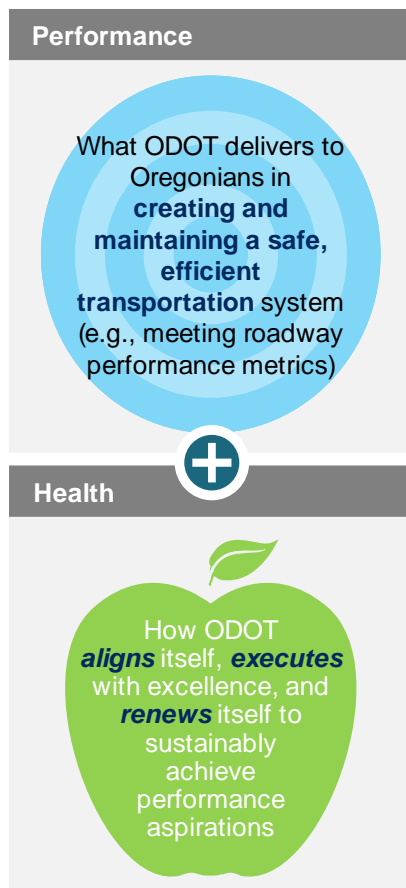 Performance
What ODOT delivers to
Oregonians in
creating and
maintaining a safe,
efficient
transportation system
(e.g., meeting roadway
performance metrics)
Health
How ODOT
aligns itself, executes
with excellence, and
renews itself to
sustainably
achieve
performance
aspirations